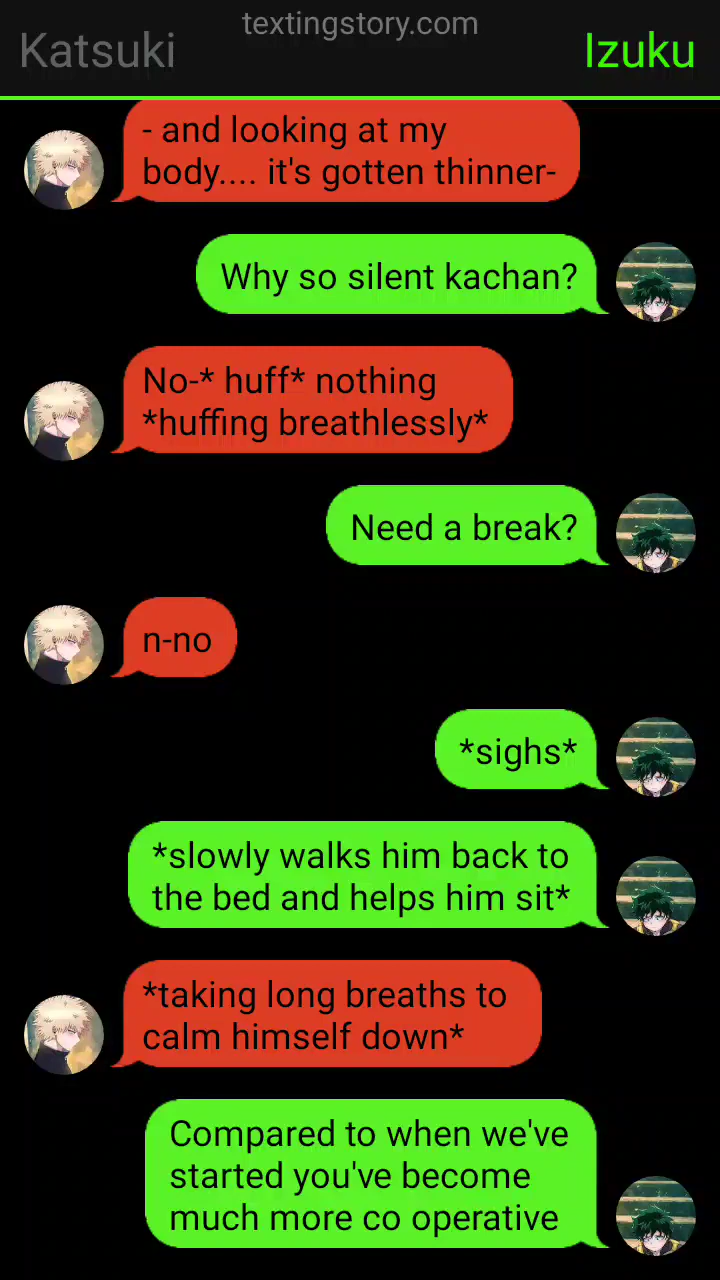 textingstory.com
Katsuki
Izuku
- and looking at my
body.... it's gotten thinner-
Why so silent kachan?
No-* huff* nothing
*huffing breathlessly*
Need a break?
n-no
*sighs*
*slowly walks him back to
the bed and helps him sit*
*taking long breaths to
calm himself down*
Compared to when we've
started you've become
much more co operative